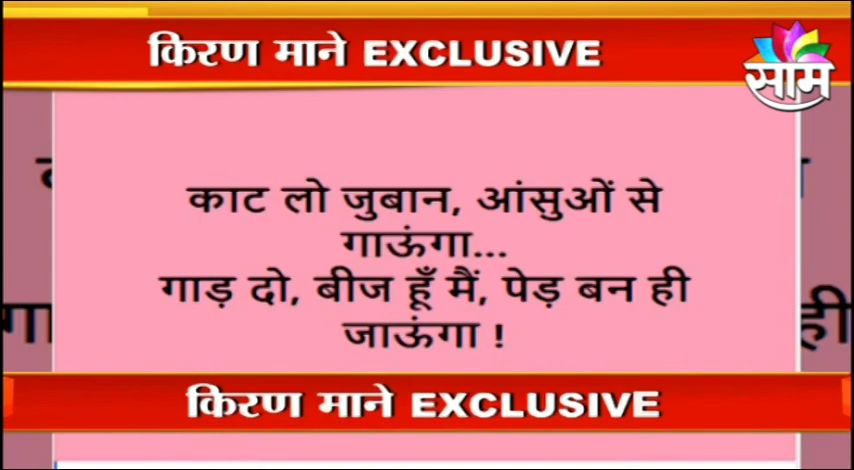 किरण माने EXCLUSIVE
साम
काट लो जुबान, आंसुओं से
गाऊंगा...
गाड़ दो, बीज हूँ मैं, पेड़ बन ही
जाऊंगा !
गा
ही
किरण माने EXCLUSIVE